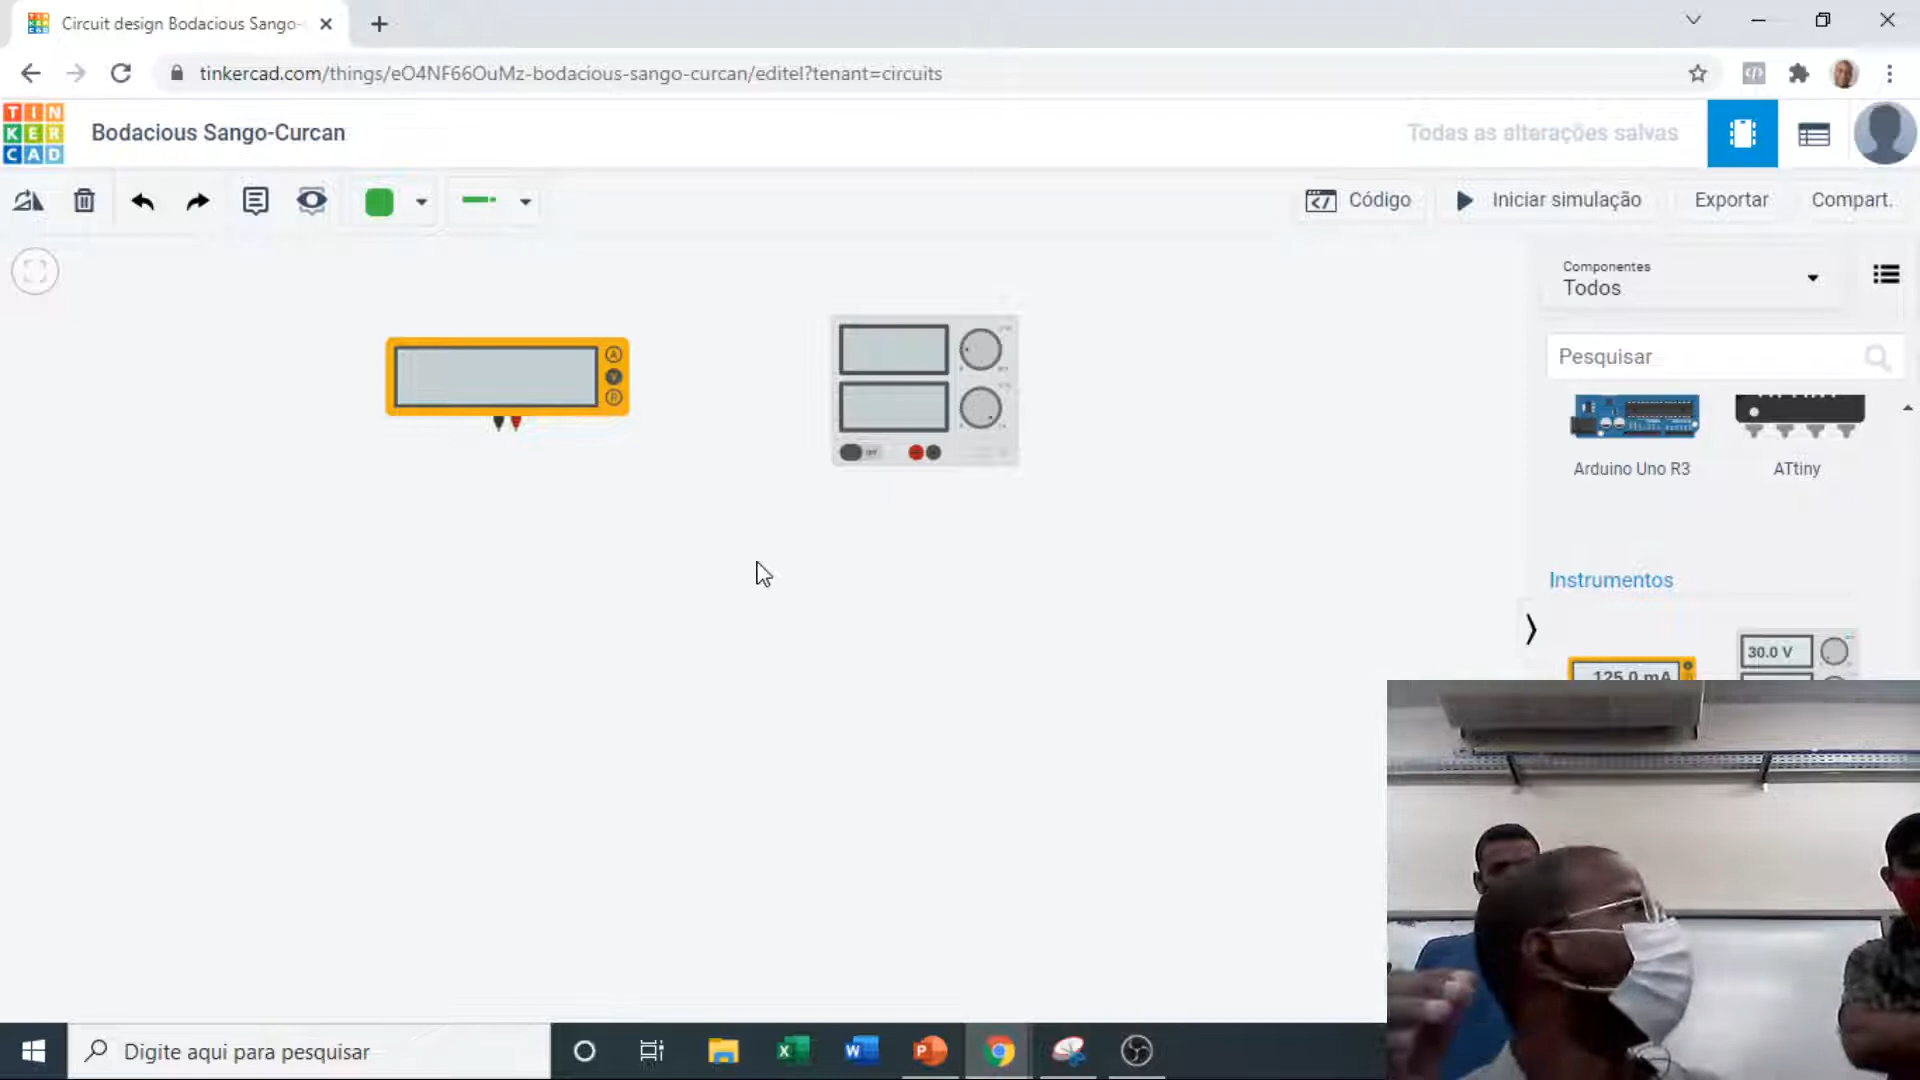 Circuit design Bodacious Sango-
tinkercad.com/things/eO4NF66OuMz-bodacious-sango-curcan/editel?tenant=circuits
TIN
KER
CAD
Bodacious Sango-Curcan
Todas as alterações salvas
Código
Iniciar simulação
Exportar
Compart.
Componentes
Todos
Pesquisar
A
V
R
OFF
Arduino Uno R3
ATtiny
Instrumentos
125.0 mA
30.0 V
Digite aqui para pesquisar